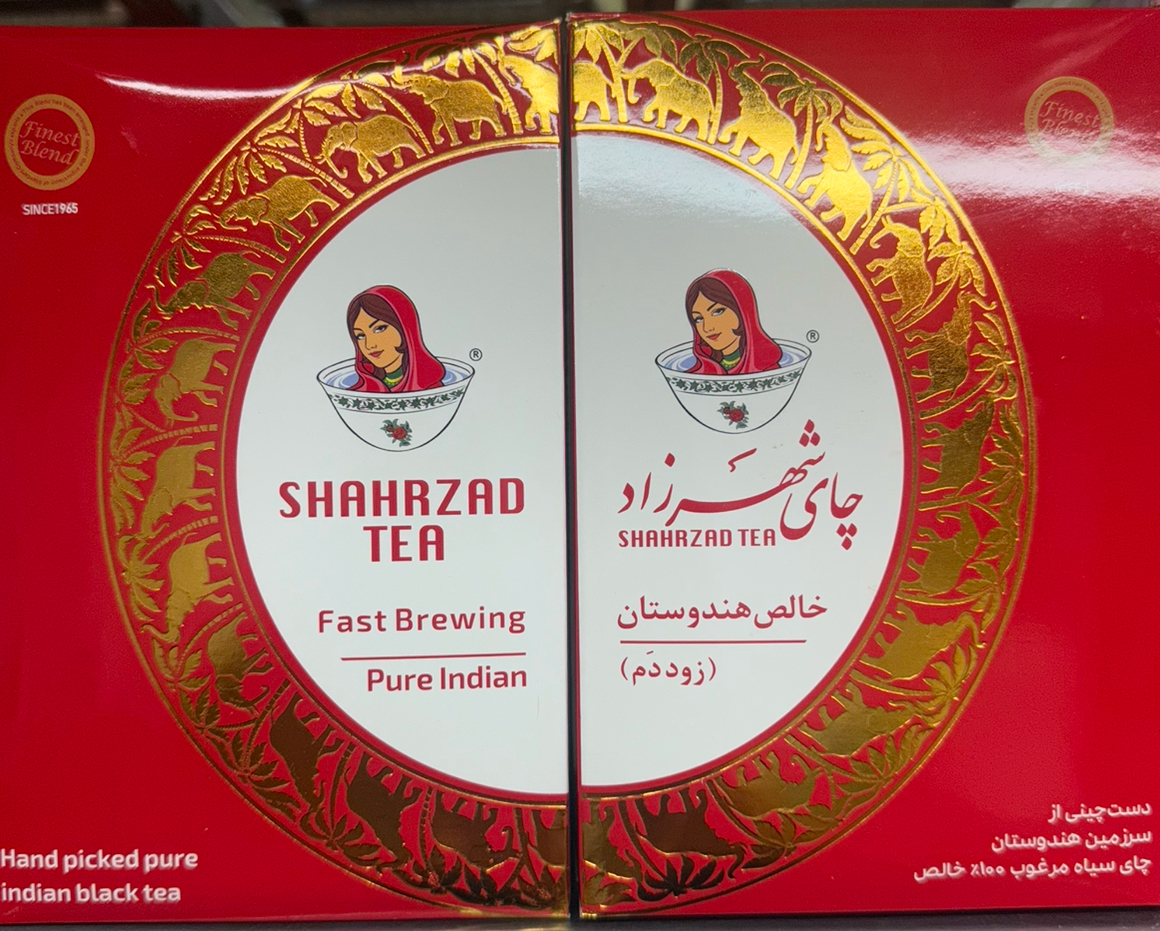 Finest
Blend
SINCE1965
®
SHAHRZAD
TEA
Fast Brewing
Pure Indian
Hand picked pure
indian black tea
Finest
Blend
®
چای شهرزاد
SHAHRZAD TEA
خالص هندوستان
(زود دَم)
دست‌چینی از
سرزمین هندوستان
چای سیاه مرغوب ۱۰۰٪ خالص